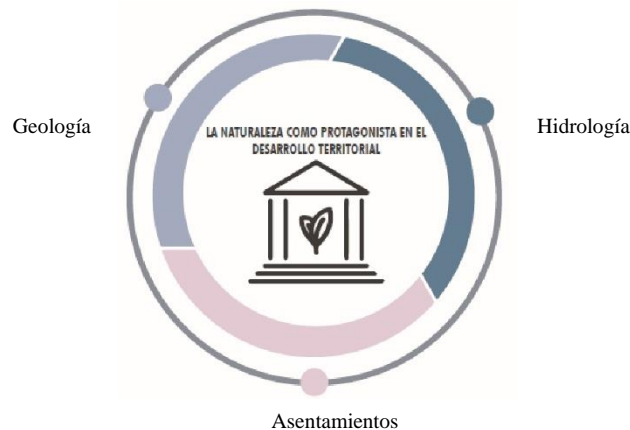 LA NATURALEZA COMO PROTAGONISTA EN EL
DESARROLLO TERRITORIAL
Geología
Hidrología
Asentamientos